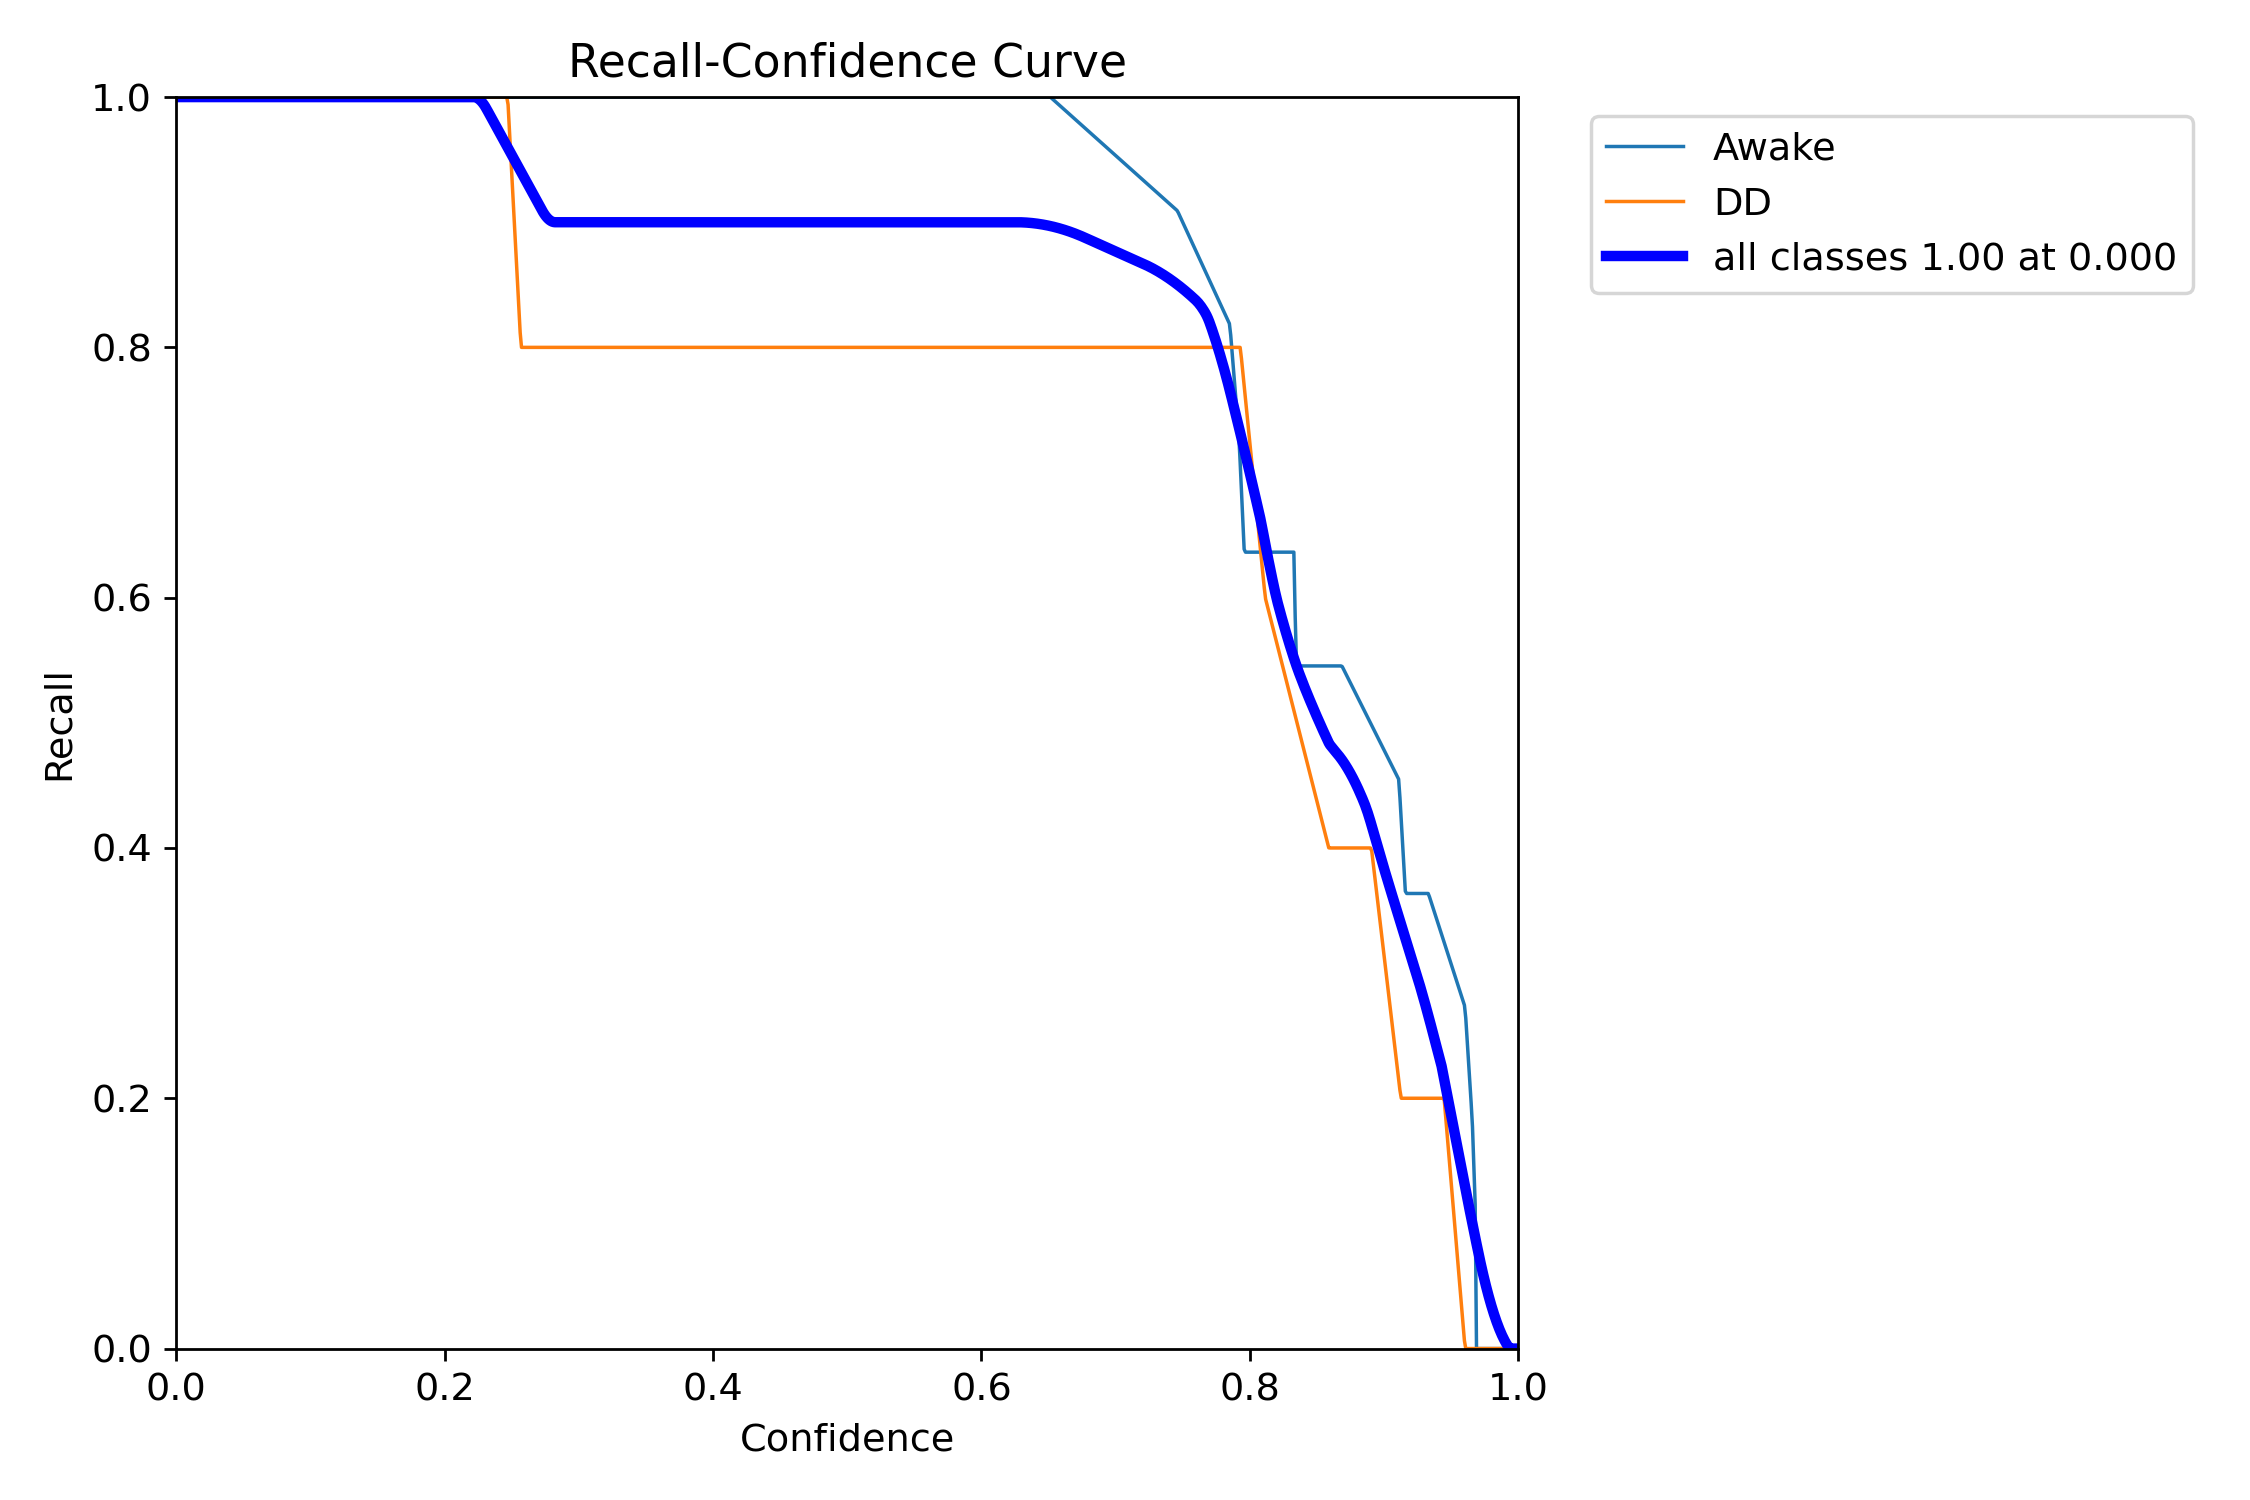 Recall-Confidence Curve
1.0
0.8
0.6
0.4
0.2
0.0
Recall
0.0 0.2 0.4 0.6 0.8 1.0
Confidence
Awake
DD
all classes 1.00 at 0.000